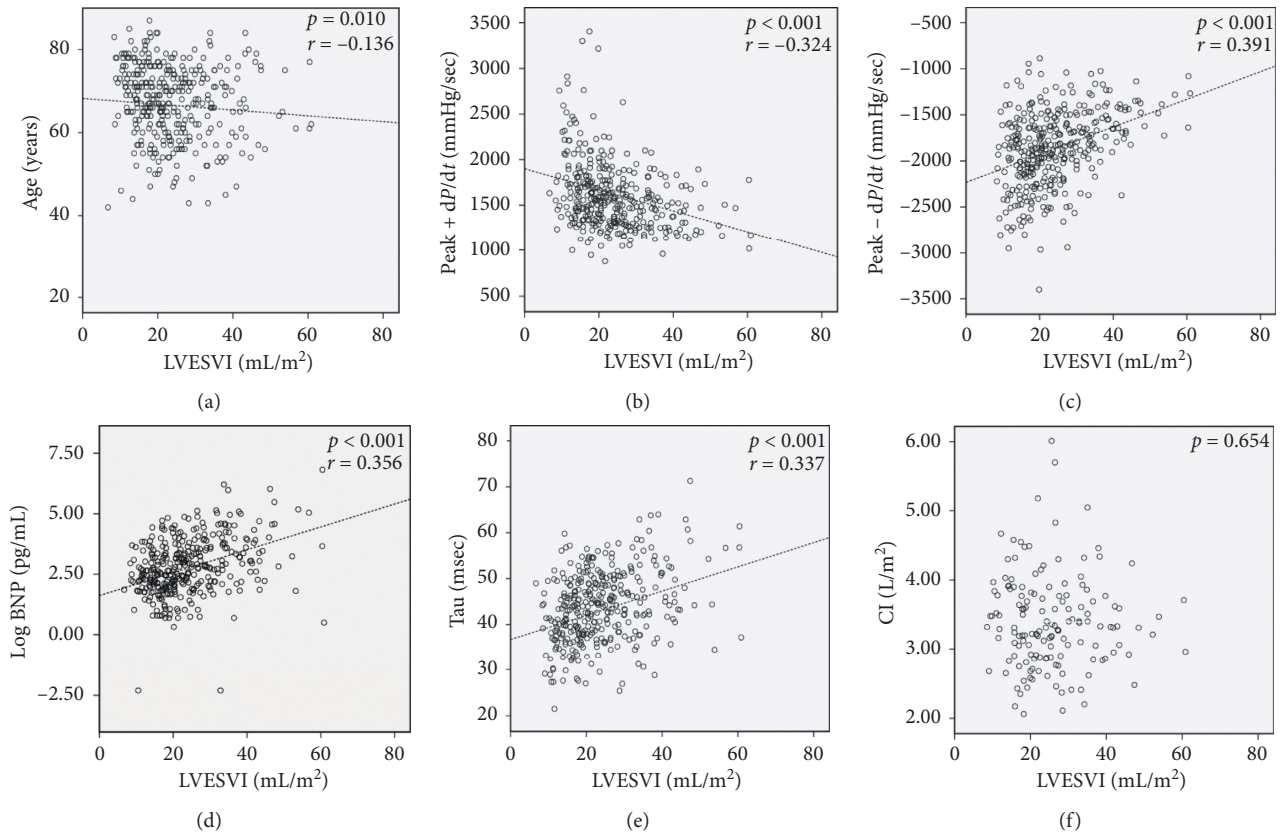 p = 0.010
r = –0.136
80
60
40
20
Age (years)
0 20 40 60 80
LVESVI (mL/m²)
(a)
p < 0.001
r = –0.324
3500
3000
2500
2000
1500
1000
500
Peak + dP/dt (mmHg/sec)
0 20 40 60 80
LVESVI (mL/m²)
(b)
p < 0.001
r = 0.391
–500
–1000
–1500
–2000
–2500
–3000
–3500
Peak – dP/dt (mmHg/sec)
0 20 40 60 80
LVESVI (mL/m²)
(c)
p < 0.001
r = 0.356
7.50
5.00
2.50
0.00
–2.50
Log BNP (pg/mL)
0 20 40 60 80
LVESVI (mL/m²)
(d)
p < 0.001
r = 0.337
80
70
60
50
40
30
20
Tau (msec)
0 20 40 60 80
LVESVI (mL/m²)
(e)
p = 0.654
6.00
5.00
4.00
3.00
2.00
CI (L/m²)
0 20 40 60 80
LVESVI (mL/m²)
(f)